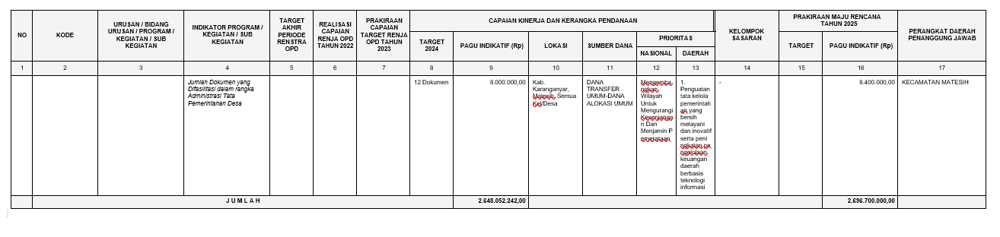 NO
KODE
URUSAN / BIDANG
URUSAN / PROGRAM /
KEGIATAN / SUB
KEGIATAN
INDIKATOR PROGRAM /
KEGIATAN / SUB
KEGIATAN
TARGET
AKHIR
PERIODE
RENSTRA
OPD
REALISASI
CAPAIAN
RENJA OPD
TAHUN 2022
PRAKIRAAN
CAPAIAN
TARGET RENJA
OPD TAHUN
2023
CAPAIAN KINERJA DAN KERANGKA PENDANAAN
TARGET
2024
PAGU INDIKATIF (Rp)
LOKASI
SUMBER DANA
PRIORITAS
NASIONAL
DAERAH
KELOMPOK
SASARAN
PRAKIRAAN MAJU RENCANA
TAHUN 2025
TARGET
PAGU INDIKATIF (Rp)
PERANGKAT DAERAH
PENANGGUNG JAWAB
1 2 3 4 5 6 7 8 9 10 11 12 13 14 15 16 17
Jumlah Dokumen yang
Difasilitasi dalam rangka
Administrasi Tata
Pemerintahan Desa
12 Dokumen
8.000.000,00
Kab.
Karanganyar,
Matesih, Semua
Kel/Desa
DANA
TRANSFER
UMUM-DANA
ALOKASI UMUM
Mengemba
ngkan
Wilayah
Untuk
Mengurangi
Kesenjanga
n Dan
Menjamin P
emerataan
1.
Penguatan
tata kelola
pemerintah
an yang
bersih
melayani
dan inovatif
serta peni
ngkatan pe
ngelolaan
keuangan
daerah
berbasis
teknologi
informasi
-
8.400.000,00
KECAMATAN MATESIH
J U M L A H
2.648.052.242,00
2.696.700.000,00